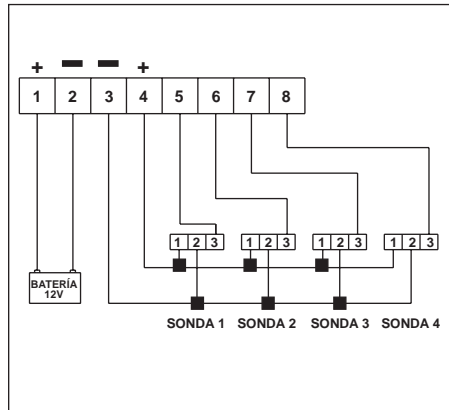 + – – +
1 2 3 4 5 6 7 8
1 2 3 1 2 3 1 2 3 1 2 3
BATERÍA
12V
SONDA 1 SONDA 2 SONDA 3 SONDA 4